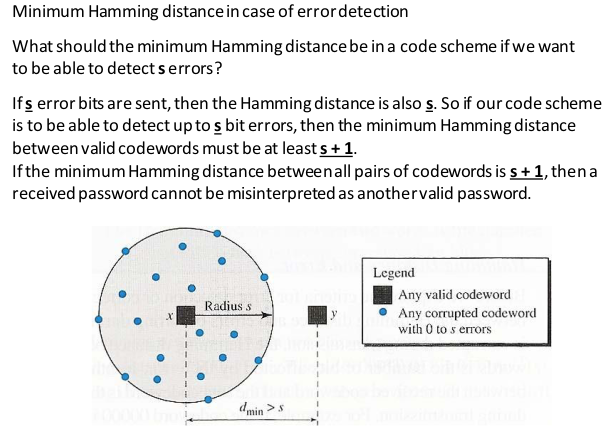 Minimum Hamming distance in case of error detection
What should the minimum Hamming distance be in a code scheme if we want
to be able to detect s errors?
If s error bits are sent, then the Hamming distance is also s. So if our code scheme
is to be able to detect up to s bit errors, then the minimum Hamming distance
between valid codewords must be at least s + 1.
If the minimum Hamming distance between all pairs of codewords is s + 1, then a
received password cannot be misinterpreted as another valid password.
Legend
Any valid codeword
Any corrupted codeword
with 0 to s errors
Radius s
x
y
dmin > s